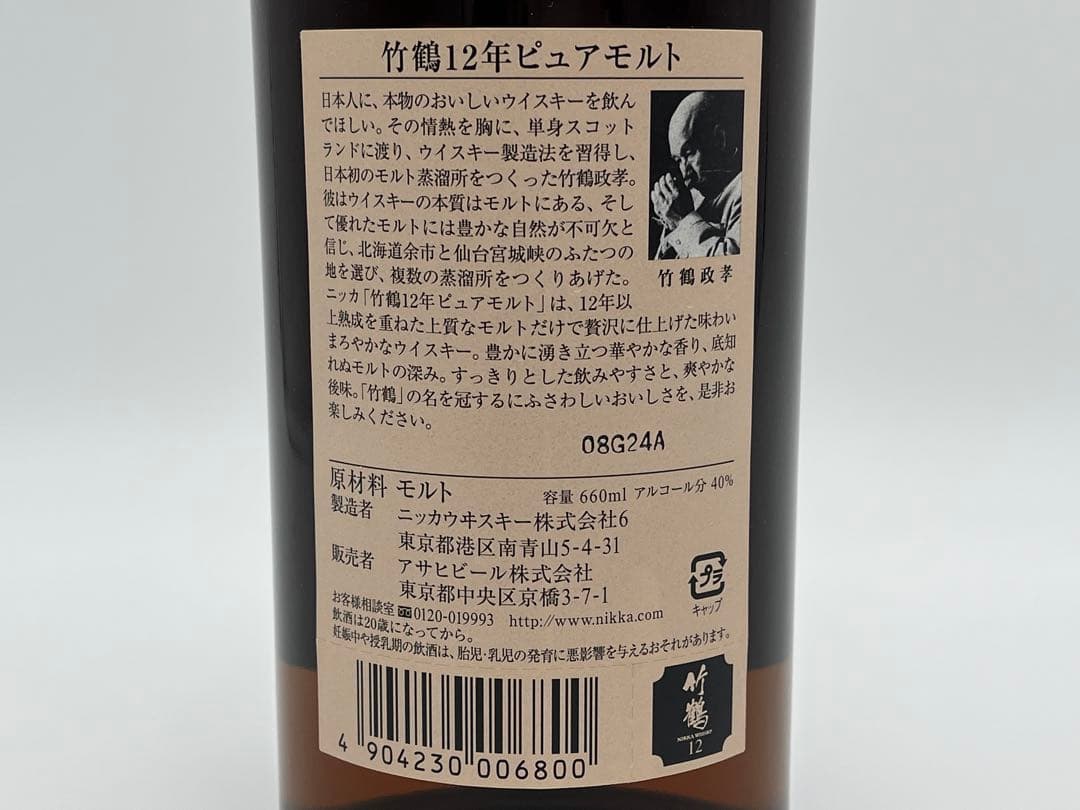 竹鶴12年ピュアモルト
日本人に、本物のおいしいウイスキーを飲ん
でほしい。その情熱を胸に、単身スコット
ランドに渡り、ウイスキー製造法を習得し、
日本初のモルト蒸溜所をつくった竹鶴政孝。
彼はウイスキーの本質はモルトにある、そし
て優れたモルトには豊かな自然が不可欠と
信じ、北海道余市と仙台宮城峡のふたつの
地を選び、複数の蒸溜所をつくりあげた。
竹鶴政孝
ニッカ「竹鶴12年ピュアモルト」は、12年以
上熟成を重ねた上質なモルトだけで贅沢に仕上げた味わい
まろやかなウイスキー。豊かに湧き立つ華やかな香り、底知
れぬモルトの深み。すっきりとした飲みやすさと、爽やかな
後味。「竹鶴」の名を冠するにふさわしいおいしさを、是非お
楽しみください。
08G24A
原材料 モルト 容量 660ml アルコール分 40%
製造者 ニッカウヰスキー株式会社6
東京都港区南青山5-4-31
販売者 アサヒビール株式会社
東京都中央区京橋3-7-1
プラ
キャップ
お客様相談室 0120-019993 http://www.nikka.com
飲酒は20歳になってから。
妊娠中や授乳期の飲酒は、胎児・乳児の発育に悪影響を与えるおそれがあります。
4 904230 006800
竹鶴
NIKKA WHISKY
12